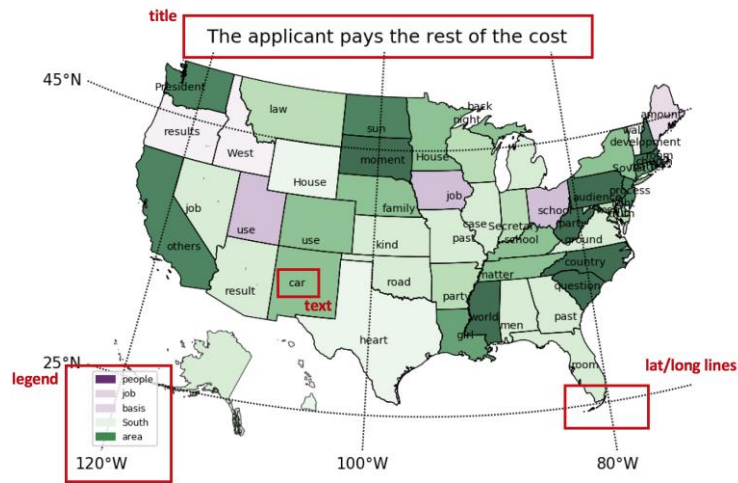 title
The applicant pays the rest of the cost
45°N
President
law
back
night
amount
results
sun
wall
development
West
moment
House
room
House
job
family
job
audience
process
school
party
use
use
case
Secretary
others
kind
past
school
ground
country
matter
result
car
road
question
text
party
world
men
past
girl
heart
room
25°N
legend
lat/long lines
people
job
basis
South
area
120°W
100°W
80°W